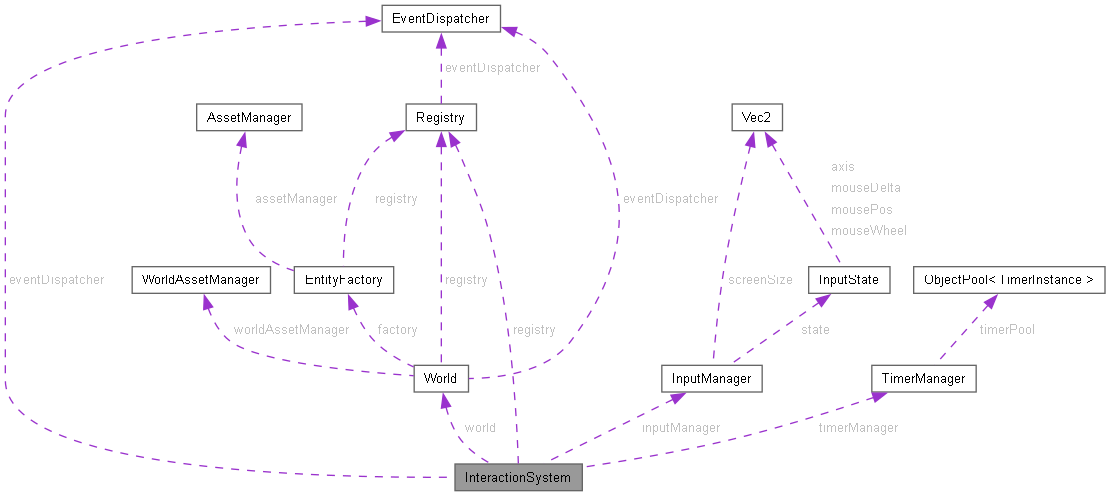 EventDispatcher
eventDispatcher
AssetManager
Registry
Vec2
axis
mouseDelta
mousePos
mouseWheel
assetManager
registry
eventDispatcher
WorldAssetManager
EntityFactory
eventDispatcher
registry
screenSize
InputState
ObjectPool< TimerInstance >
worldAssetManager
factory
registry
state
timerPool
World
InputManager
TimerManager
world
inputManager
timerManager
InteractionSystem